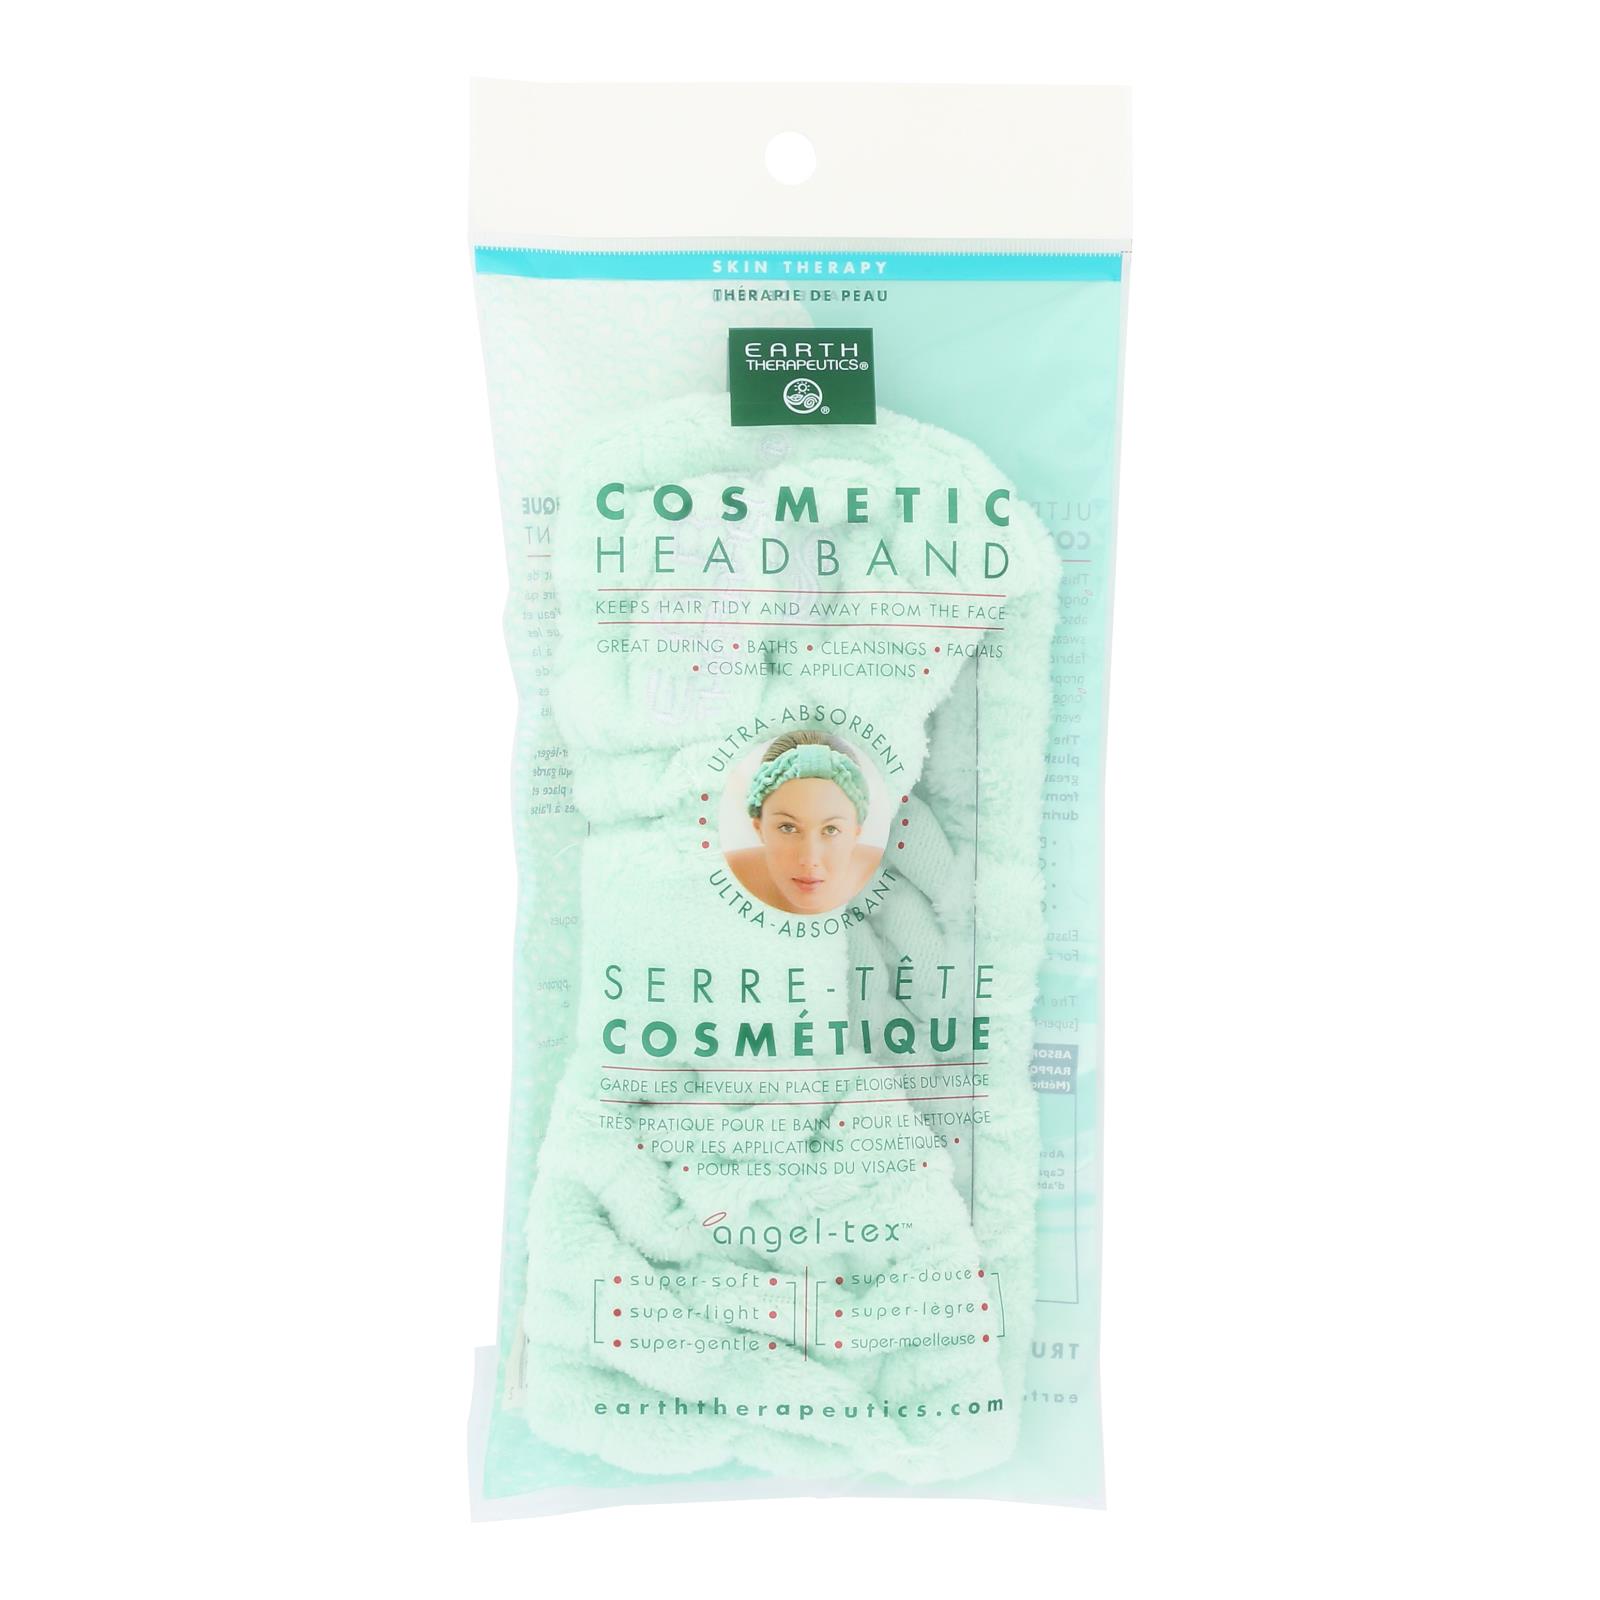 SKIN THERAPY
THÉRAPIE DE PEAU
EARTH
THERAPEUTICS®
®
COSMETIC
HEADBAND
KEEPS HAIR TIDY AND AWAY FROM THE FACE
GREAT DURING • BATHS • CLEANSINGS • FACIALS
• COSMETIC APPLICATIONS •
ULTRA-ABSORBENT
ULTRA-ABSORBANT
SERRE-TÊTE
COSMÉTIQUE
GARDE LES CHEVEUX EN PLACE ET ÉLOIGNÉS DU VISAGE
TRÉS PRATIQUE POUR LE BAIN • POUR LE NETTOYAGE
• POUR LES APPLICATIONS COSMÉTIQUES •
• POUR LES SOINS DU VISAGE •
angel-tex™
• super-soft • • super-douce •
• super-light • • super-lègre •
• super-gentle • • super-moelleuse •
earththerapeutics.com